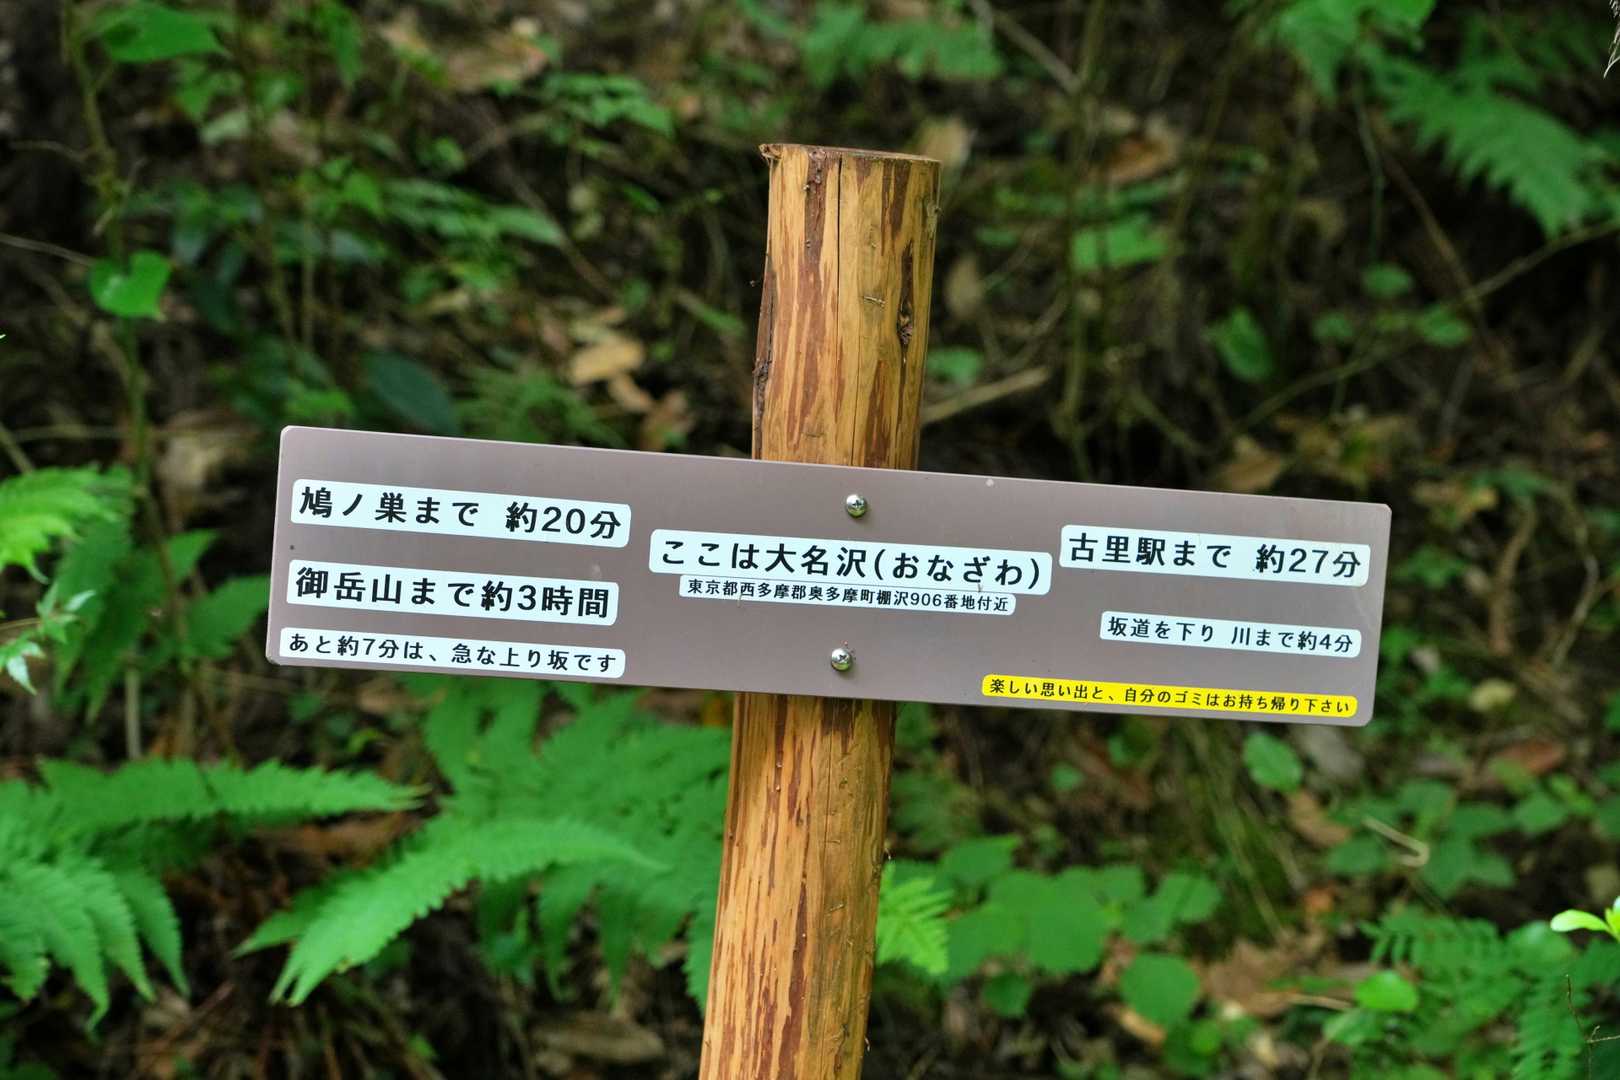 鳩ノ巣まで 約20分
御岳山まで約3時間
あと約7分は、急な上り坂です
ここは大名沢(おなざわ)
東京都西多摩郡奥多摩町棚沢906番地付近
古里駅まで 約27分
坂道を下り 川まで約4分
楽しい思い出と、自分のゴミはお持ち帰り下さい